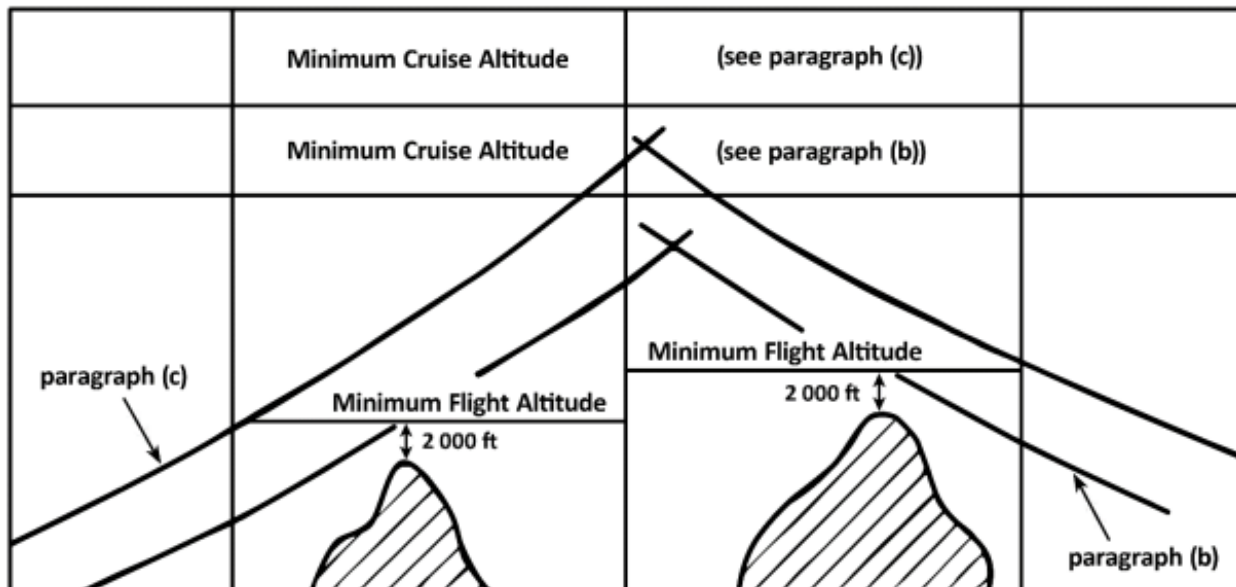 Minimum Cruise Altitude (see paragraph (c))
Minimum Cruise Altitude (see paragraph (b))
Minimum Flight Altitude
paragraph (c)
2 000 ft
Minimum Flight Altitude
2 000 ft
paragraph (b)